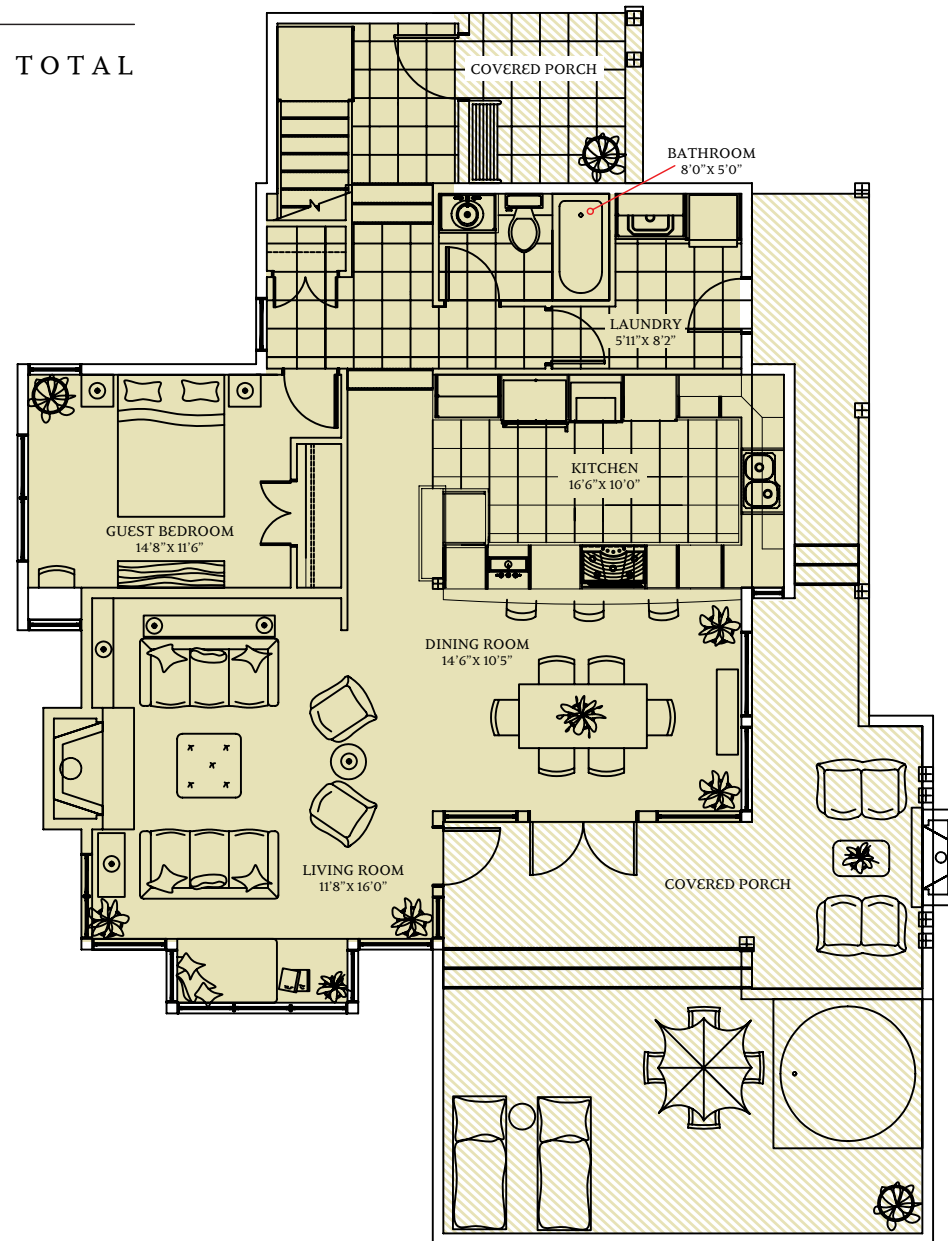 TOTAL
COVERED PORCH
BATHROOM
8'0"X 5'0"
LAUNDRY
5'11"X 8'2"
KITCHEN
16'6"X 10'0"
GUEST BEDROOM
14'8"X 11'6"
DINING ROOM
14'6"X 10'5"
LIVING ROOM
11'8"X 16'0"
COVERED PORCH